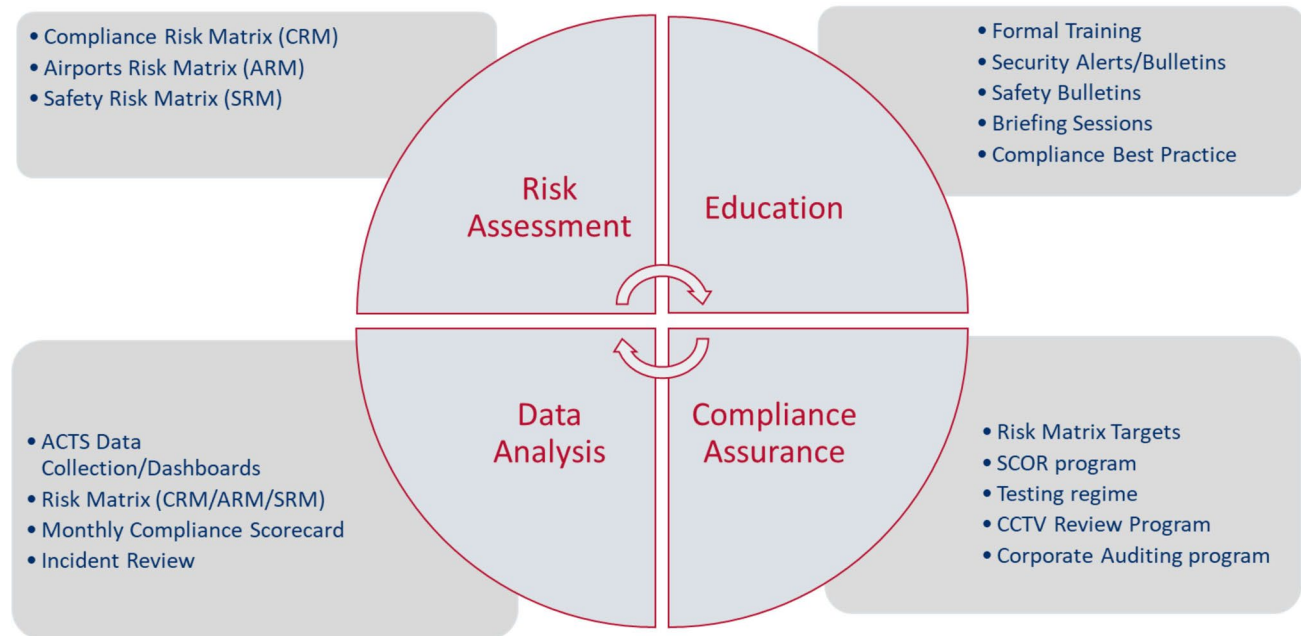 • Compliance Risk Matrix (CRM)
• Airports Risk Matrix (ARM)
• Safety Risk Matrix (SRM)
• Formal Training
• Security Alerts/Bulletins
• Safety Bulletins
• Briefing Sessions
• Compliance Best Practice
Risk
Assessment
Education
Data
Analysis
Compliance
Assurance
• ACTS Data
Collection/Dashboards
• Risk Matrix (CRM/ARM/SRM)
• Monthly Compliance Scorecard
• Incident Review
• Risk Matrix Targets
• SCOR program
• Testing regime
• CCTV Review Program
• Corporate Auditing program